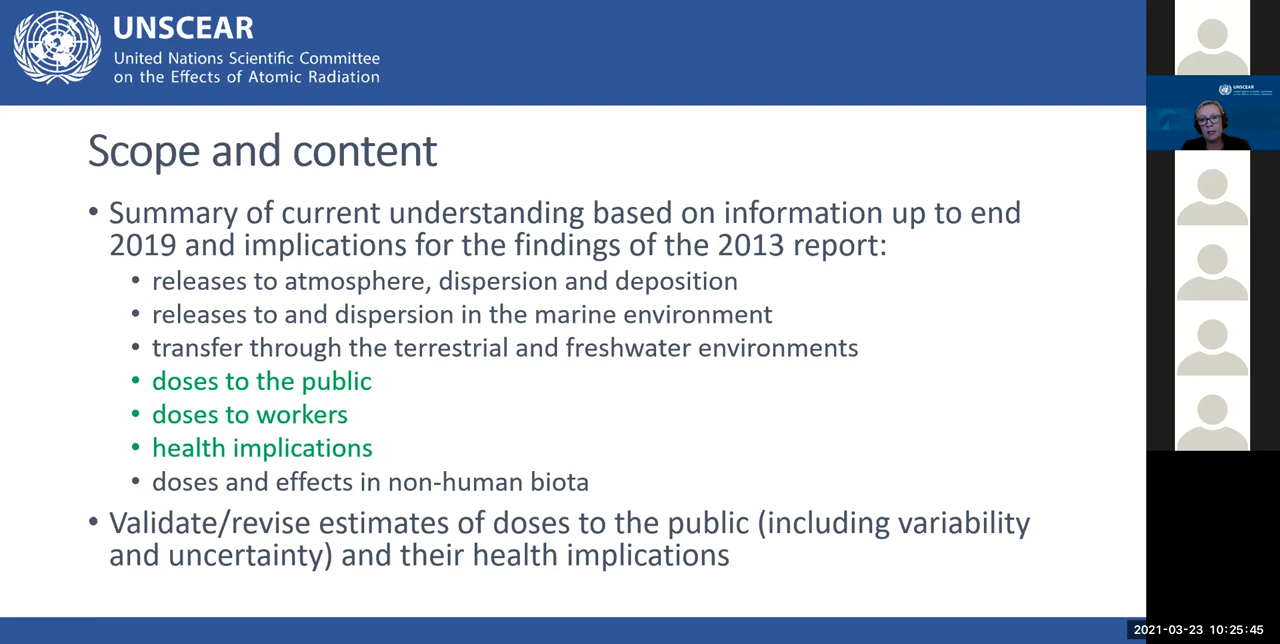 UNSCEAR
United Nations Scientific Committee
on the Effects of Atomic Radiation
Scope and content
• Summary of current understanding based on information up to end
2019 and implications for the findings of the 2013 report:
• releases to atmosphere, dispersion and deposition
• releases to and dispersion in the marine environment
• transfer through the terrestrial and freshwater environments
• doses to the public
• doses to workers
• health implications
• doses and effects in non-human biota
• Validate/revise estimates of doses to the public (including variability
and uncertainty) and their health implications
UNSCEAR
2021-03-23 10:25:45